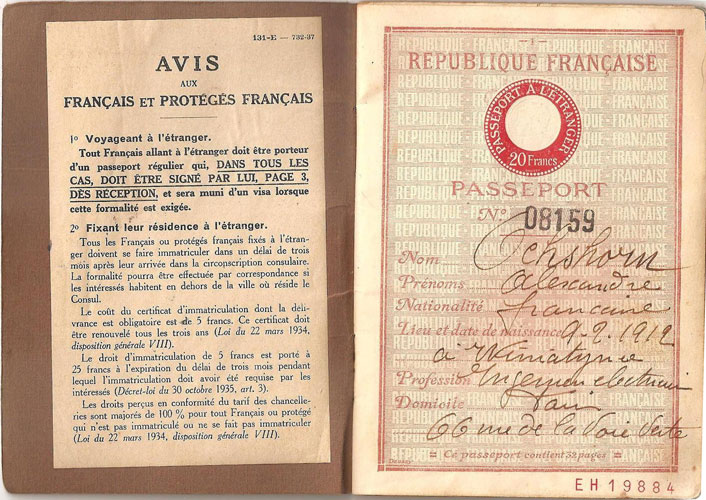 131-E — 732-37
AVIS
AUX
FRANÇAIS ET PROTÉGÉS FRANÇAIS
1º Voyageant à l'étranger.
Tout Français allant à l'étranger doit être porteur
d'un passeport régulier qui, DANS TOUS LES
CAS, DOIT ÊTRE SIGNÉ PAR LUI, PAGE 3,
DÈS RÉCEPTION, et sera muni d'un visa lorsque
cette formalité est exigée.
2º Fixant leur résidence à l'étranger.
Tous les Français ou protégés français fixés à l'étran-
ger doivent se faire immatriculer dans un délai de trois
mois après leur arrivée dans la circonscription consulaire.
La formalité pourra être effectuée par correspondance si
les intéressés habitent en dehors de la ville où réside le
Consul.
Le coût du certificat d'immatriculation dont la déli-
vrance est obligatoire est de 5 francs. Ce certificat doit
être renouvelé tous les trois ans (Loi du 22 mars 1934,
disposition générale VIII).
Le droit d'immatriculation de 5 francs est porté à
25 francs à l'expiration du délai de trois mois pendant
lequel l'immatriculation doit avoir été requise par les
intéressés (Décret-loi du 30 octobre 1935, art. 3).
Les droits perçus en conformité du tarif des chancelle-
ries sont majorés de 100 % pour tout Français ou protégé
qui n'est pas immatriculé ou ne se fait pas immatriculer
(Loi du 22 mars 1934, disposition générale VIII).
— 1 —
REPUBLIQUE FRANÇAISE
PASSEPORT A L'ETRANGER
20 Francs
PASSEPORT
Nº 08159
Nom Ochshorn
Prénoms Alexandre
Nationalité française
Lieu et date de naissance 9.2.1912
à
Profession Ingénieur electricien
Domicile Paris
66 rue de la Voie Verte
Ce passeport contient 32 pages
EH19884